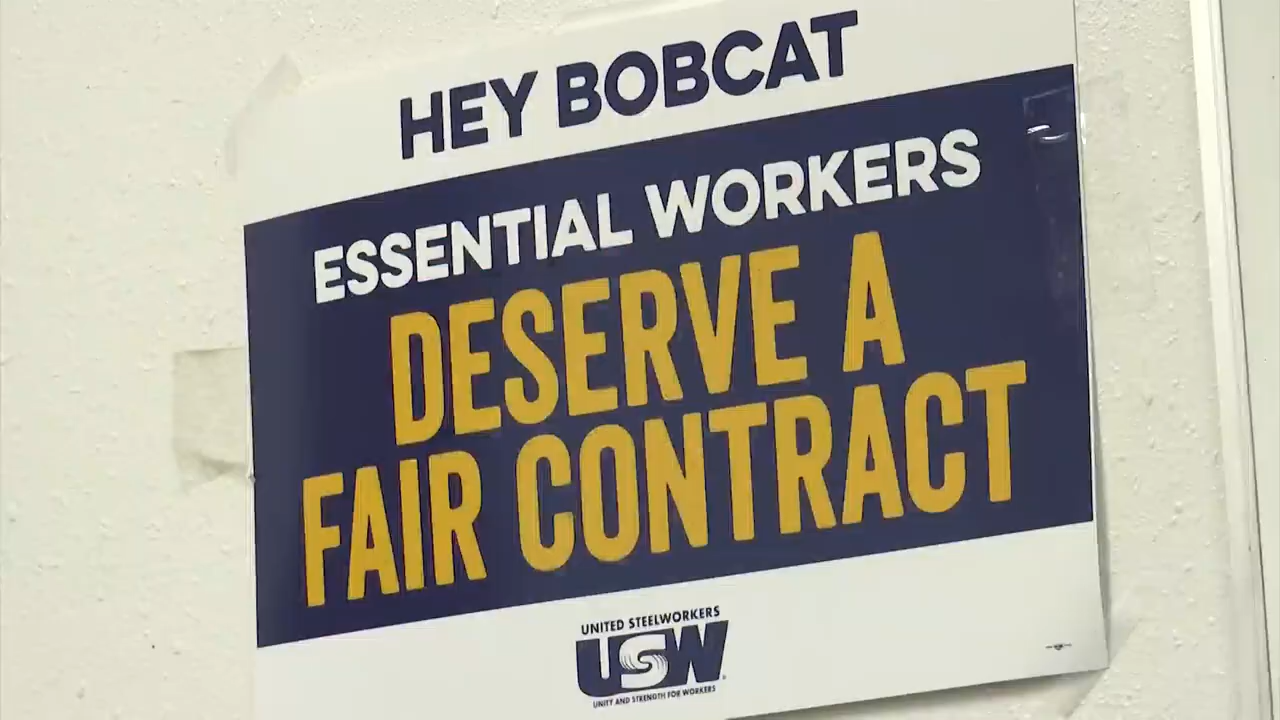 HEY BOBCAT
ESSENTIAL WORKERS
DESERVE A
FAIR CONTRACT
UNITED STEELWORKERS
USW
UNITY AND STRENGTH FOR WORKERS